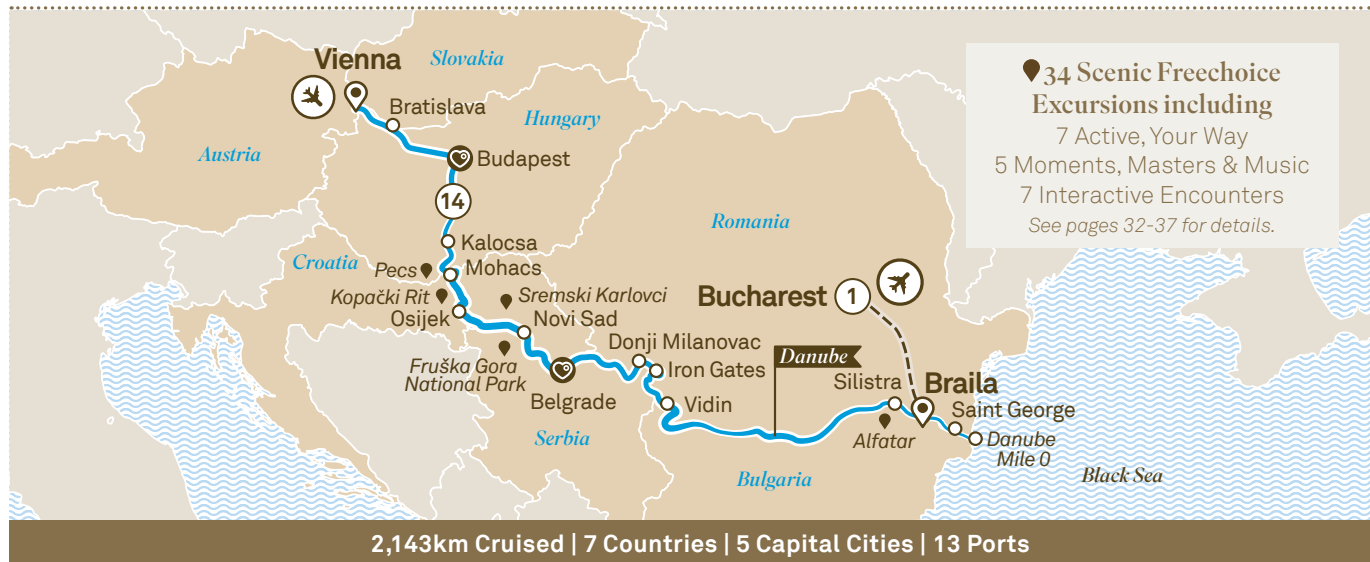 Vienna
Slovakia
Bratislava
Hungary
Austria
Budapest
14
Kalocsa
Croatia
Pecs
Mohacs
Kopački Rit
Osijek
Sremski Karlovci
Novi Sad
Fruška Gora
National Park
Belgrade
Serbia
Donji Milanovac
Iron Gates
Vidin
Danube
Romania
Bucharest
1
Silistra
Braila
Saint George
Alfatar
Danube
Mile 0
Bulgaria
Black Sea
34 Scenic Freechoice
Excursions including
7 Active, Your Way
5 Moments, Masters & Music
7 Interactive Encounters
See pages 32-37 for details.
2,143km Cruised | 7 Countries | 5 Capital Cities | 13 Ports